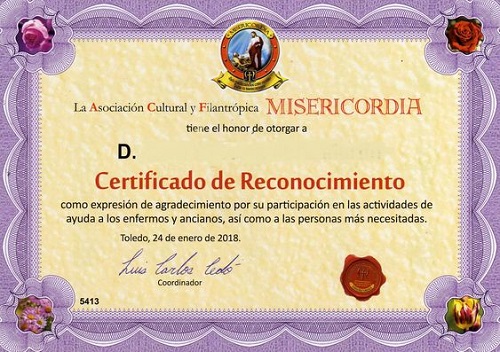 MISERICORDIA
La Asociación Cultural y Filantrópica MISERICORDIA
tiene el honor de otorgar a
D.
Certificado de Reconocimiento
como expresión de agradecimiento por su participación en las actividades de
ayuda a los enfermos y ancianos, así como a las personas más necesitadas.
Toledo, 24 de enero de 2018.
Luis Carlos
Coordinador
5413